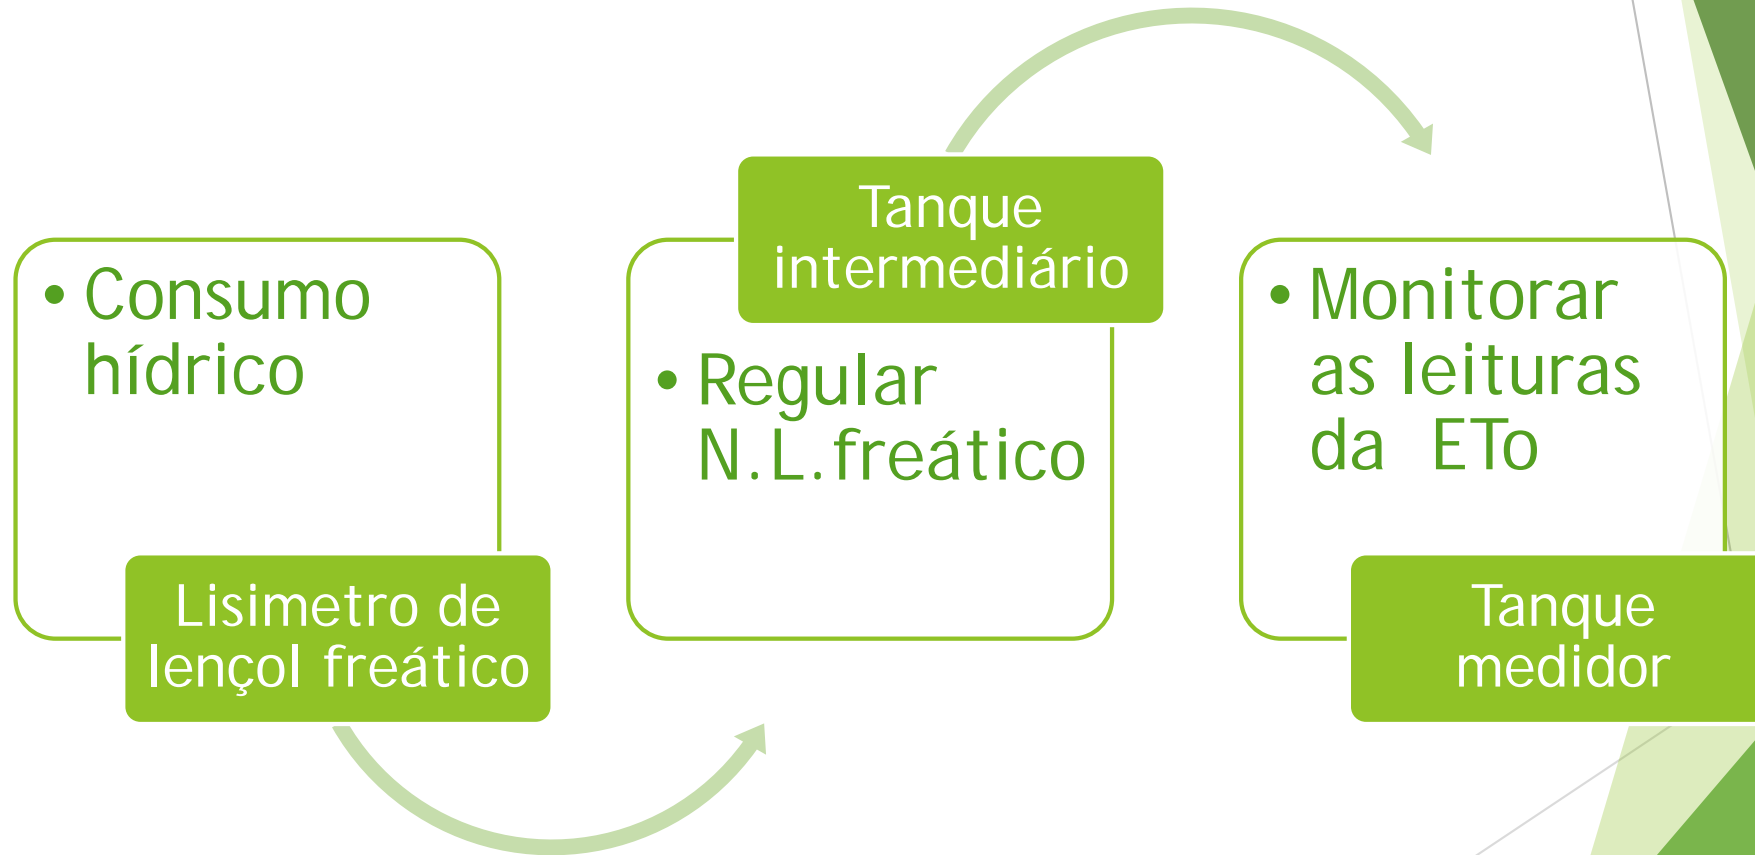 • Consumo
hídrico
Lisimetro de
lençol freático
Tanque
intermediário
• Regular
N.L.freático
• Monitorar
as leituras
da ETo
Tanque
medidor